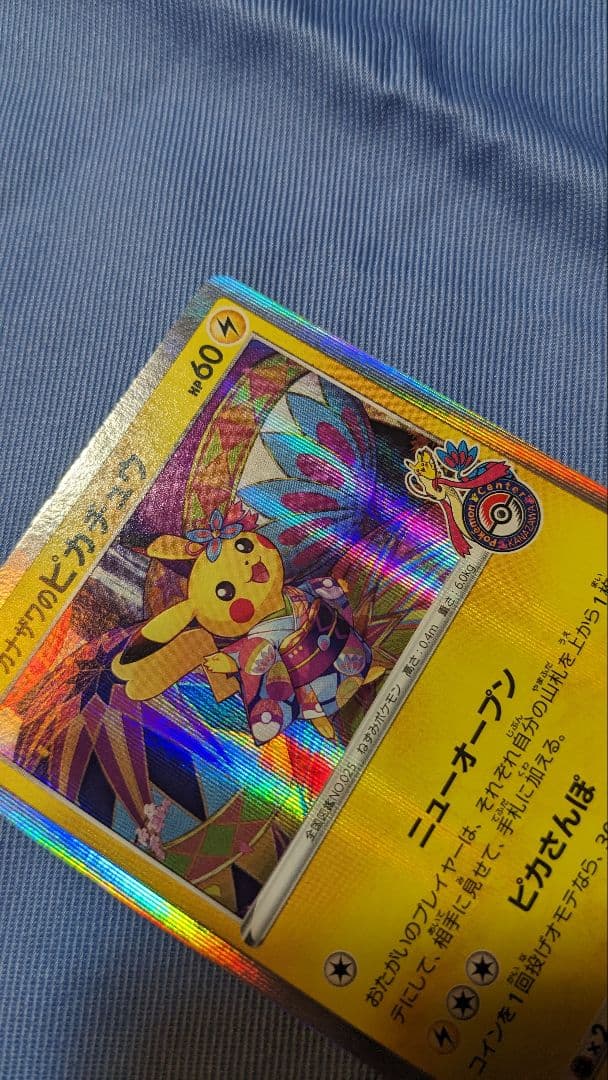 カナザワのピカチュウ
HP60
Pokémon Center
KANAZAWA
全国図鑑NO.025 ねずみポケモン 高さ:0.4m 重さ:6.0kg
ニューオープン
おたがいのプレイヤーは、それぞれ自分の山札を上から1枚
テにして、相手に見せて、手札に加える。
ピカさんぽ
コインを1回投げオモテなら、30
×2